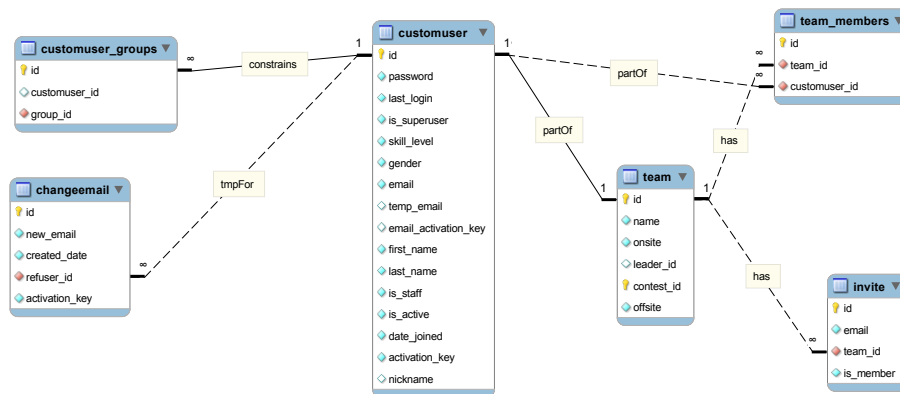 customuser_groups
id
customuser_id
group_id
∞
constrains
1
changeemail
id
new_email
created_date
refuser_id
activation_key
∞
tmpFor
customuser
id
password
last_login
is_superuser
skill_level
gender
email
temp_email
email_activation_key
first_name
last_name
is_staff
is_active
date_joined
activation_key
nickname
1
partOf
∞
partOf
1
team
id
name
onsite
leader_id
contest_id
offsite
1
has
∞
has
∞
team_members
id
team_id
customuser_id
invite
id
email
team_id
is_member